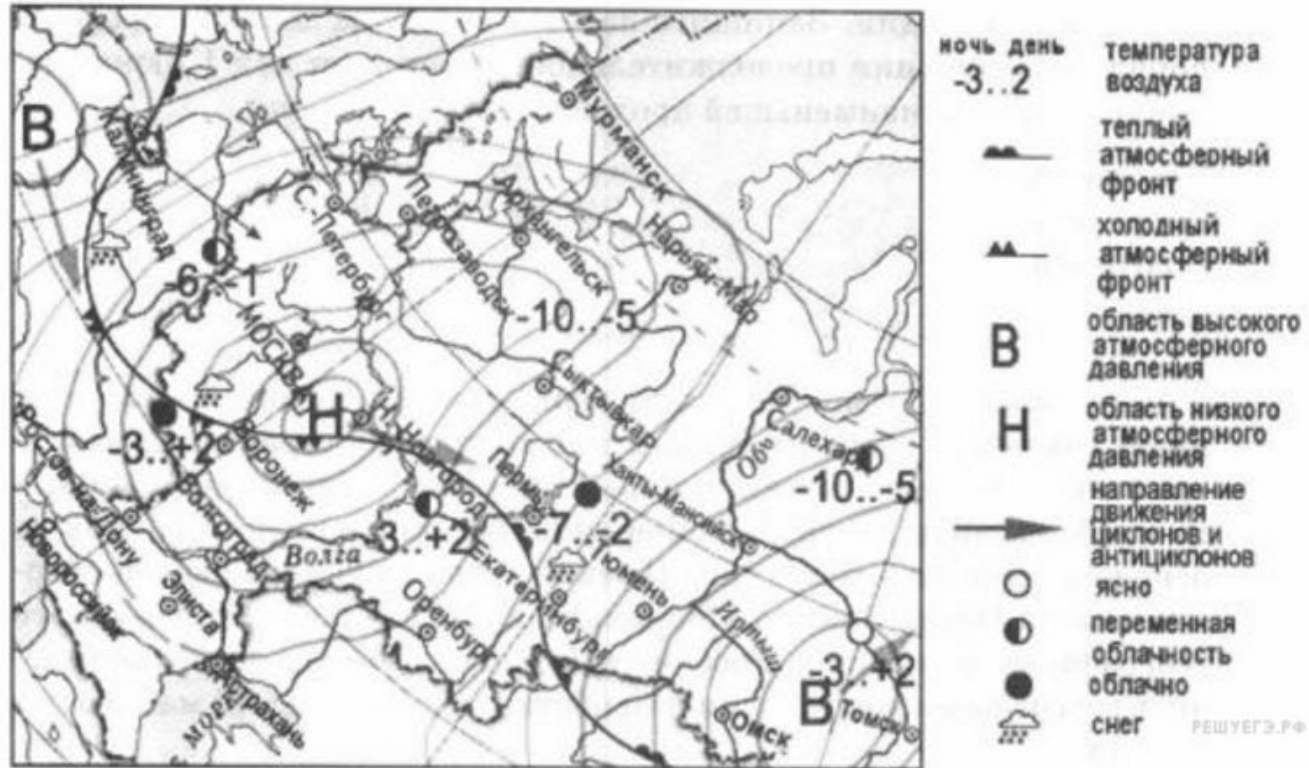 В
Калининград
Мурманск
С.-Петербург
Петрозаводск
Архангельск
Нарьян-Мар
-6..-1
МОСКВА
-10..-5
Сыктывкар
Н
Н. Новгород
Салехард
Обь
-10..-5
-3..+2
Воронеж
Пермь
Ханты-Мансийск
-7..-2
-3..+2
Ростов-на-Дону
Волгоград
Волга
Новороссийск
Элиста
Екатеринбург
Тюмень
Оренбург
Иртыш
-3..+2
В
Томск
Омск
Астрахань
МОРЕ
ночь день
-3..2
температура
воздуха
теплый
атмосферный
фронт
холодный
атмосферный
фронт
В
область высокого
атмосферного
давления
Н
область низкого
атмосферного
давления
направление
движения
циклонов и
антициклонов
ясно
переменная
облачность
облачно
снег
РЕШУЕГЭ.РФ